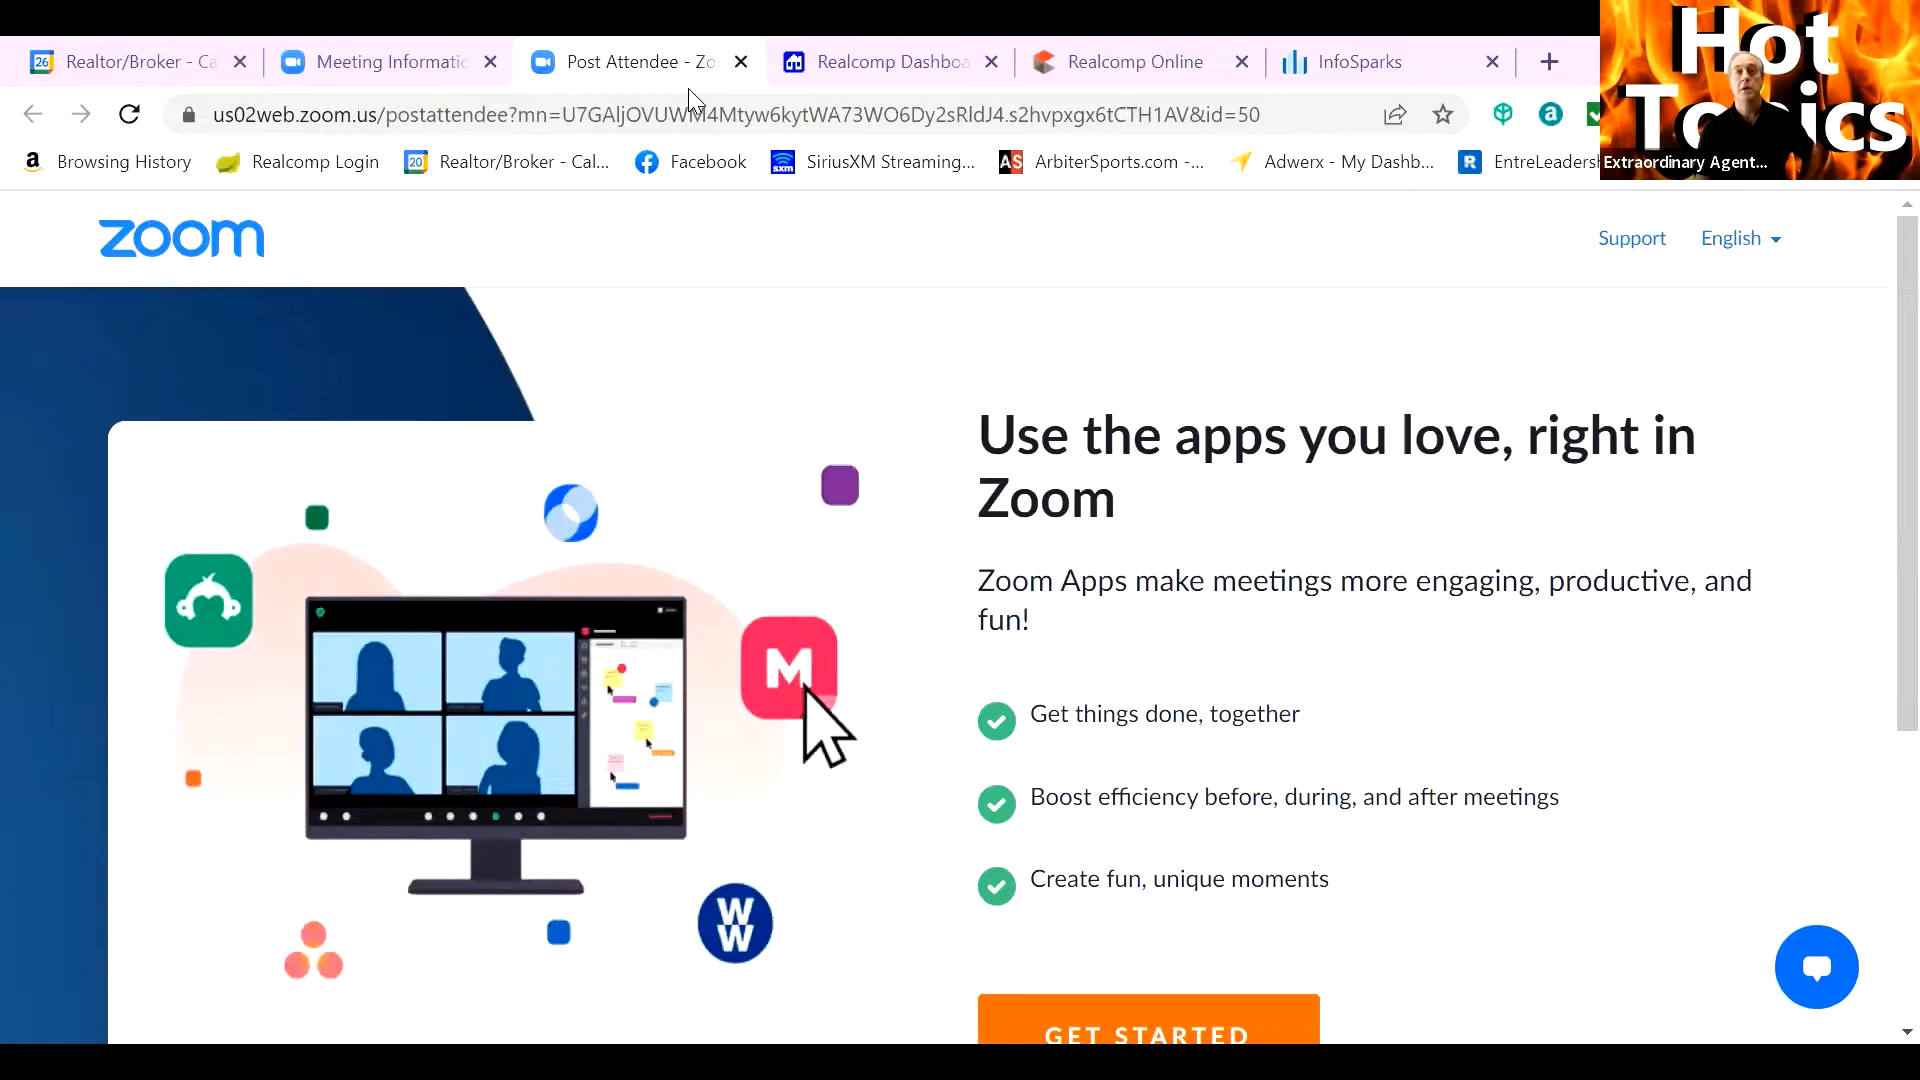 Realtor/Broker - Ca
Meeting Informatic
Post Attendee - Zo
Realcomp Dashboa
Realcomp Online
InfoSparks
us02web.zoom.us/postattendee?mn=U7GAljOVUWM4Mtyw6kytWA73WO6Dy2sRldJ4.s2hvpxgx6tCTH1AV&id=50
Browsing History
Realcomp Login
Realtor/Broker - Cal...
Facebook
SiriusXM Streaming...
ArbiterSports.com -...
Adwerx - My Dashb...
EntreLeadersh
Hot
Topics
Extraordinary Agent...
zoom
Support
English
Use the apps you love, right in
Zoom
Zoom Apps make meetings more engaging, productive, and
fun!
Get things done, together
Boost efficiency before, during, and after meetings
Create fun, unique moments
GET STARTED
M
W
W